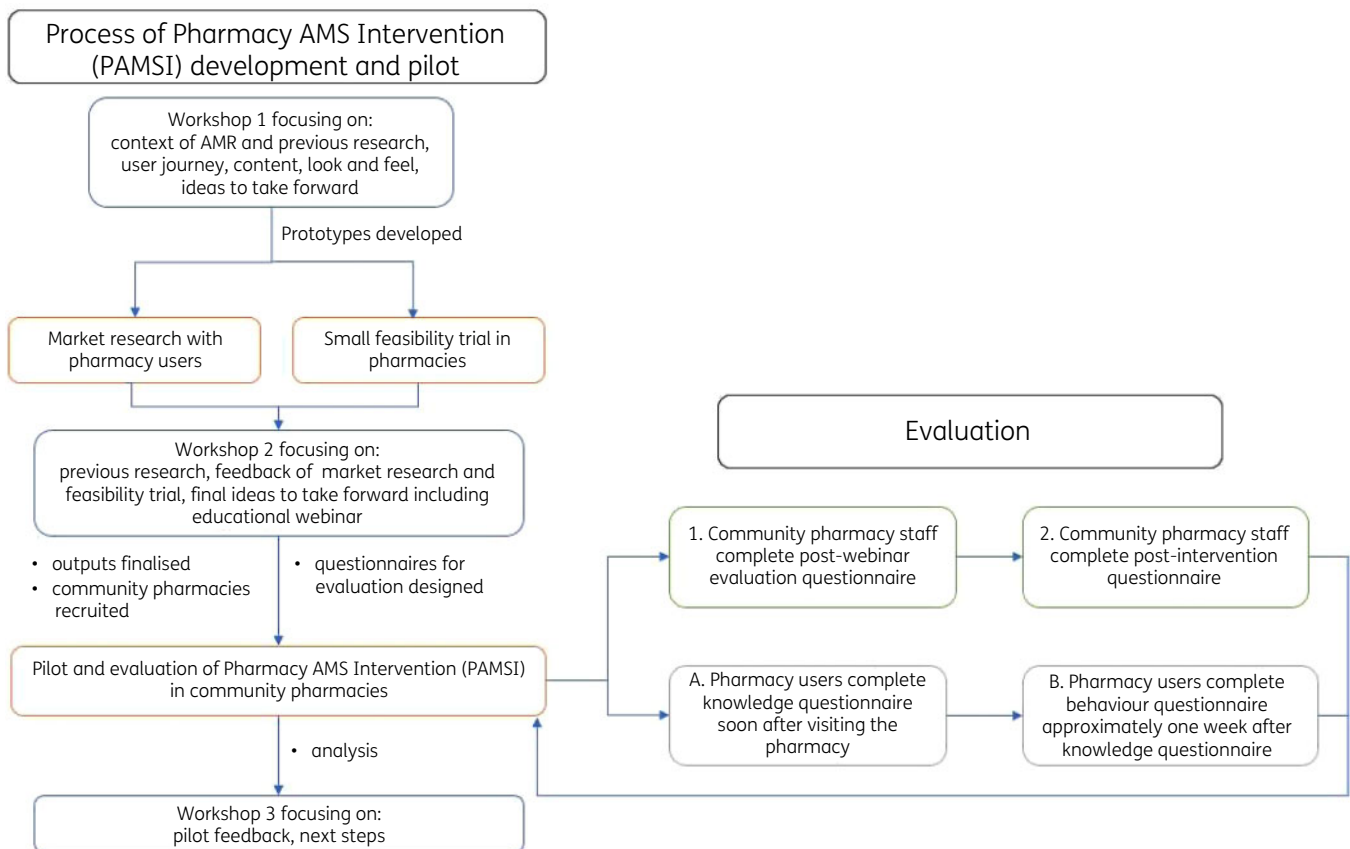 Process of Pharmacy AMS Intervention
(PAMSI) development and pilot
Workshop 1 focusing on:
context of AMR and previous research,
user journey, content, look and feel,
ideas to take forward
Prototypes developed
Market research with
pharmacy users
Small feasibility trial in
pharmacies
Workshop 2 focusing on:
previous research, feedback of market research and
feasibility trial, final ideas to take forward including
educational webinar
• outputs finalised
• community pharmacies
recruited
• questionnaires for
evaluation designed
Pilot and evaluation of Pharmacy AMS Intervention (PAMSI)
in community pharmacies
• analysis
Workshop 3 focusing on:
pilot feedback, next steps
Evaluation
1. Community pharmacy staff
complete post-webinar
evaluation questionnaire
2. Community pharmacy staff
complete post-intervention
questionnaire
A. Pharmacy users complete
knowledge questionnaire
soon after visiting the
pharmacy
B. Pharmacy users complete
behaviour questionnaire
approximately one week after
knowledge questionnaire